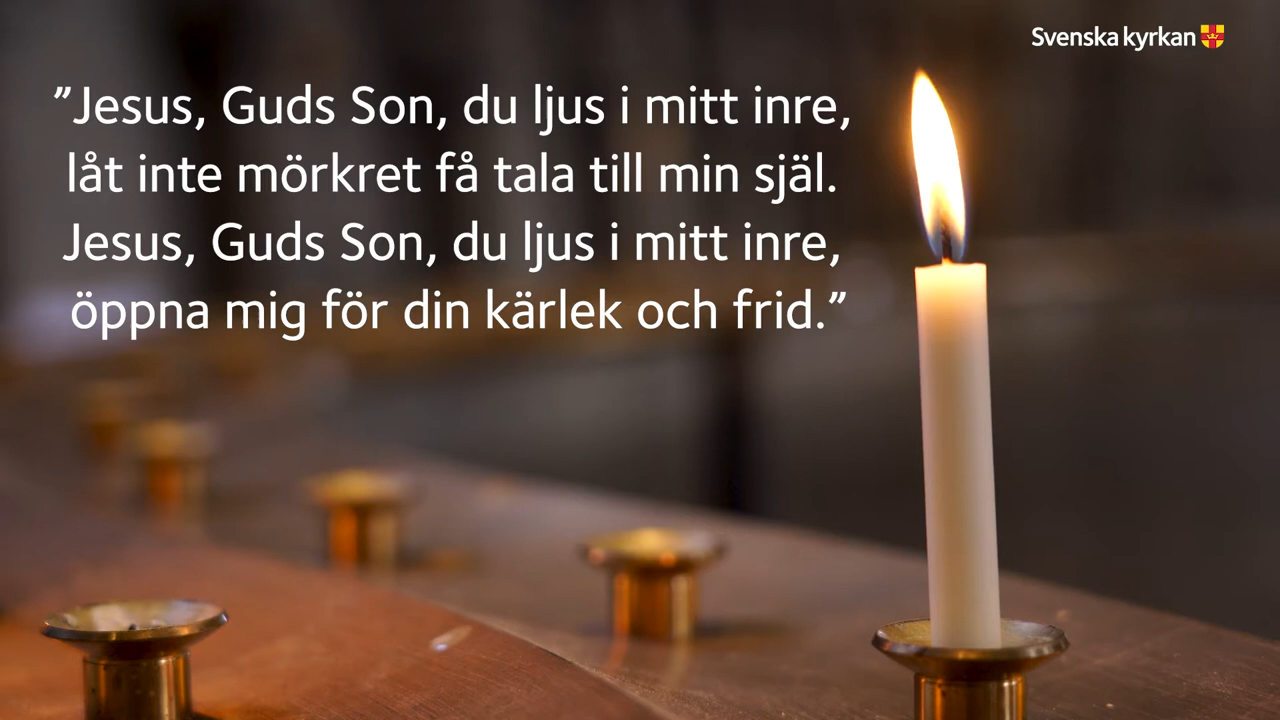 Svenska kyrkan
”Jesus, Guds Son, du ljus i mitt inre,
låt inte mörkret få tala till min själ.
Jesus, Guds Son, du ljus i mitt inre,
öppna mig för din kärlek och frid.”